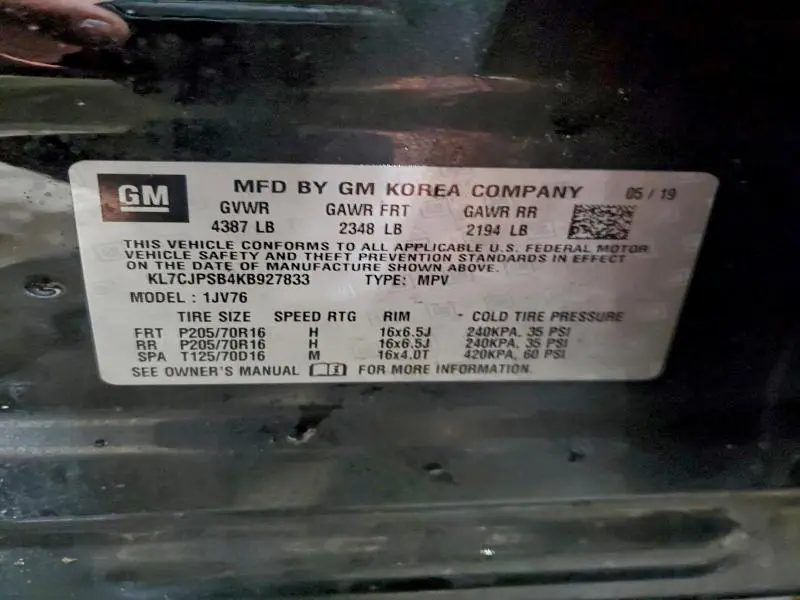 GM
MFD BY GM KOREA COMPANY 05 / 19
GVWR GAWR FRT GAWR RR
4387 LB 2348 LB 2194 LB
THIS VEHICLE CONFORMS TO ALL APPLICABLE U.S. FEDERAL MOTOR
VEHICLE SAFETY AND THEFT PREVENTION STANDARDS IN EFFECT
ON THE DATE OF MANUFACTURE SHOWN ABOVE.
KL7CJPSB4KB927833 TYPE: MPV
MODEL : 1JV76
TIRE SIZE SPEED RTG RIM COLD TIRE PRESSURE
FRT P205/70R16 H 16x6.5J 240KPA, 35 PSI
RR P205/70R16 H 16x6.5J 240KPA, 35 PSI
SPA T125/70D16 M 16x4.0T 420KPA, 60 PSI
SEE OWNER'S MANUAL FOR MORE INFORMATION.